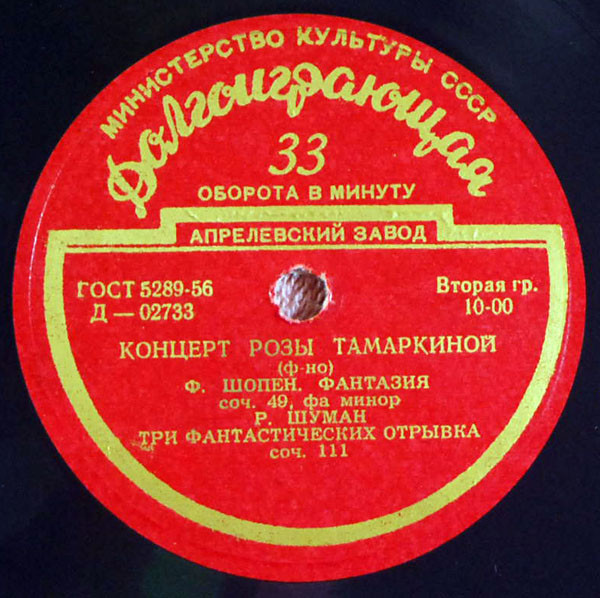 МИНИСТЕРСТВО КУЛЬТУРЫ СССР
Долгоиграющая
33
ОБОРОТА В МИНУТУ
АПРЕЛЕВСКИЙ ЗАВОД
ГОСТ 5289-56
Д — 02733
Вторая гр.
10-00
КОНЦЕРТ РОЗЫ ТАМАРКИНОЙ
(ф-но)
Ф. ШОПЕН. ФАНТАЗИЯ
соч. 49, фа минор
Р. ШУМАН
ТРИ ФАНТАСТИЧЕСКИХ ОТРЫВКА
соч. 111